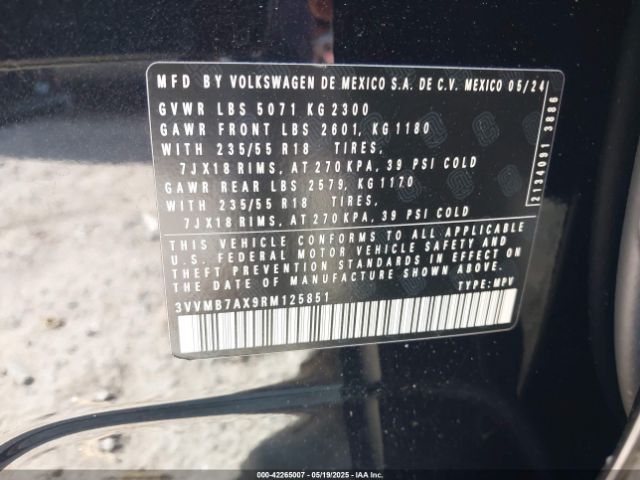 MFD BY VOLKSWAGEN DE MEXICO S.A. DE C.V. MEXICO 05/24
GVWR LBS 5071 KG 2300
GAWR FRONT LBS 2601, KG 1180
WITH 235/55 R18 TIRES,
7JX18 RIMS, AT 270 KPA, 39 PSI COLD
GAWR REAR LBS 2579, KG 1170
WITH 235/55 R18 TIRES,
7JX18 RIMS, AT 270 KPA, 39 PSI COLD
THIS VEHICLE CONFORMS TO ALL APPLICABLE
U.S. FEDERAL MOTOR VEHICLE SAFETY AND
THEFT PREVENTION STANDARDS IN EFFECT ON
THE DATE OF MANUFACTURE SHOWN ABOVE.
3VVMB7AX9RM125851 TYPE: MPV
2134091 3886
000-42265007 - 05/19/2025 - IAA Inc.